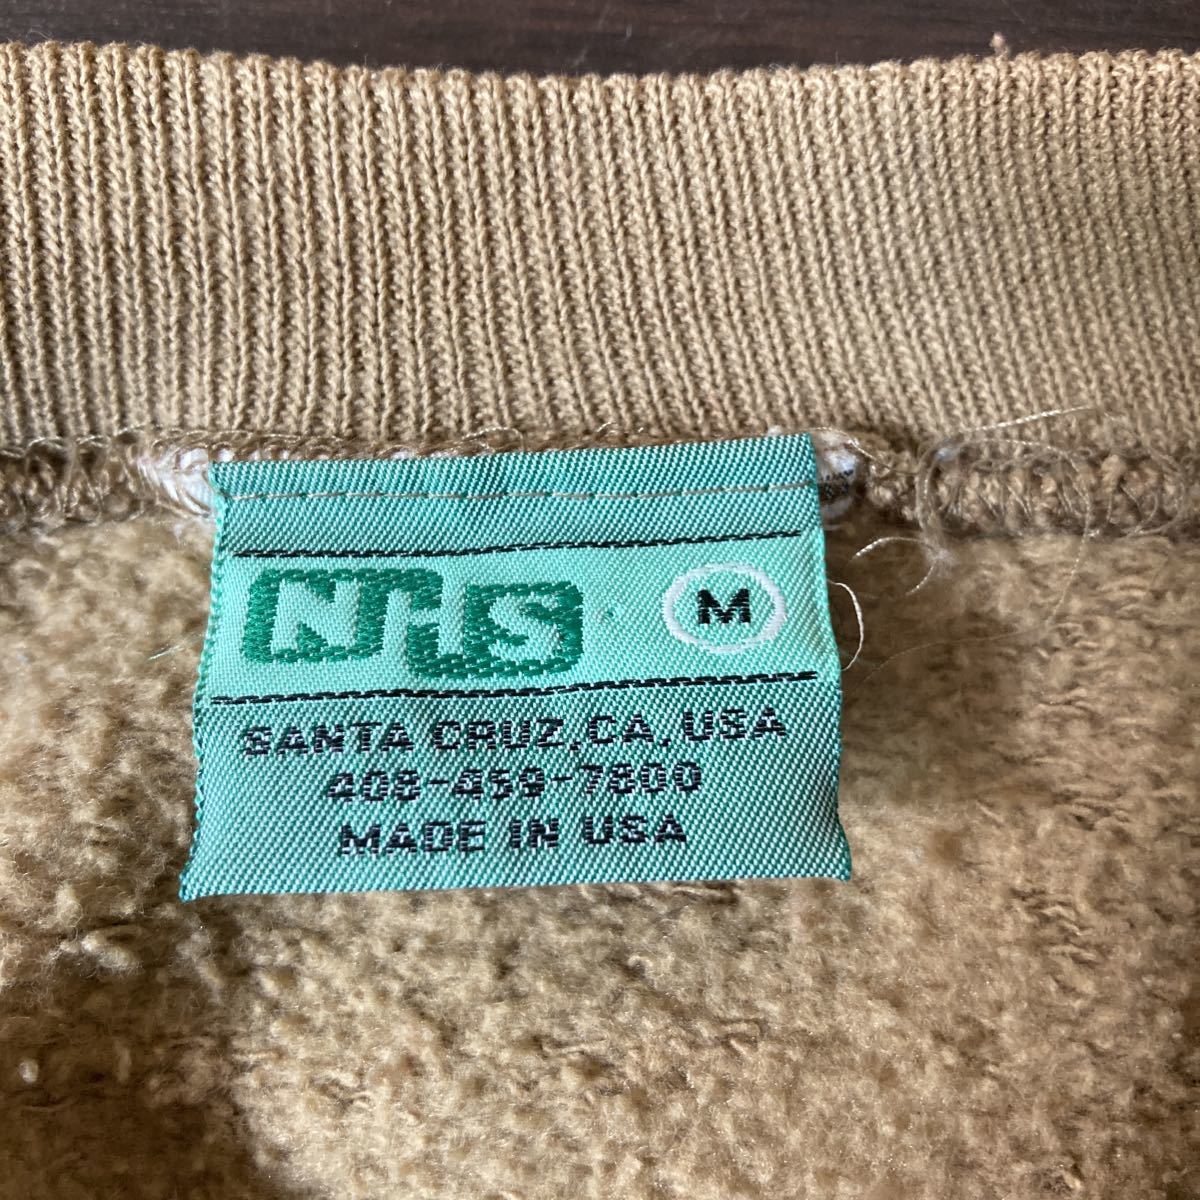 NHS M
SANTA CRUZ, CA, USA
408-459-7800
MADE IN USA